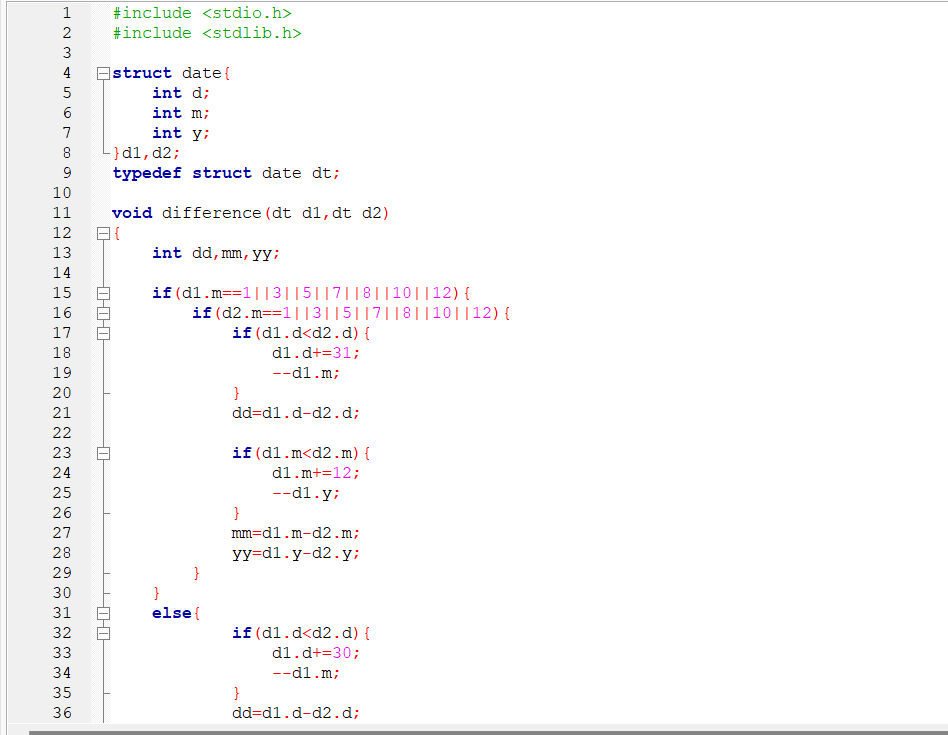 1 #include <stdio.h>
2 #include <stdlib.h>
3
4 struct date{
5     int d;
6     int m;
7     int y;
8 }d1,d2;
9 typedef struct date dt;
10
11 void difference(dt d1,dt d2)
12 {
13     int dd,mm,yy;
14
15     if(d1.m==1||3||5||7||8||10||12){
16         if(d2.m==1||3||5||7||8||10||12){
17             if(d1.d<d2.d){
18                 d1.d+=31;
19                 --d1.m;
20             }
21             dd=d1.d-d2.d;
22
23             if(d1.m<d2.m){
24                 d1.m+=12;
25                 --d1.y;
26             }
27             mm=d1.m-d2.m;
28             yy=d1.y-d2.y;
29         }
30     }
31     else{
32             if(d1.d<d2.d){
33                 d1.d+=30;
34                 --d1.m;
35             }
36             dd=d1.d-d2.d;